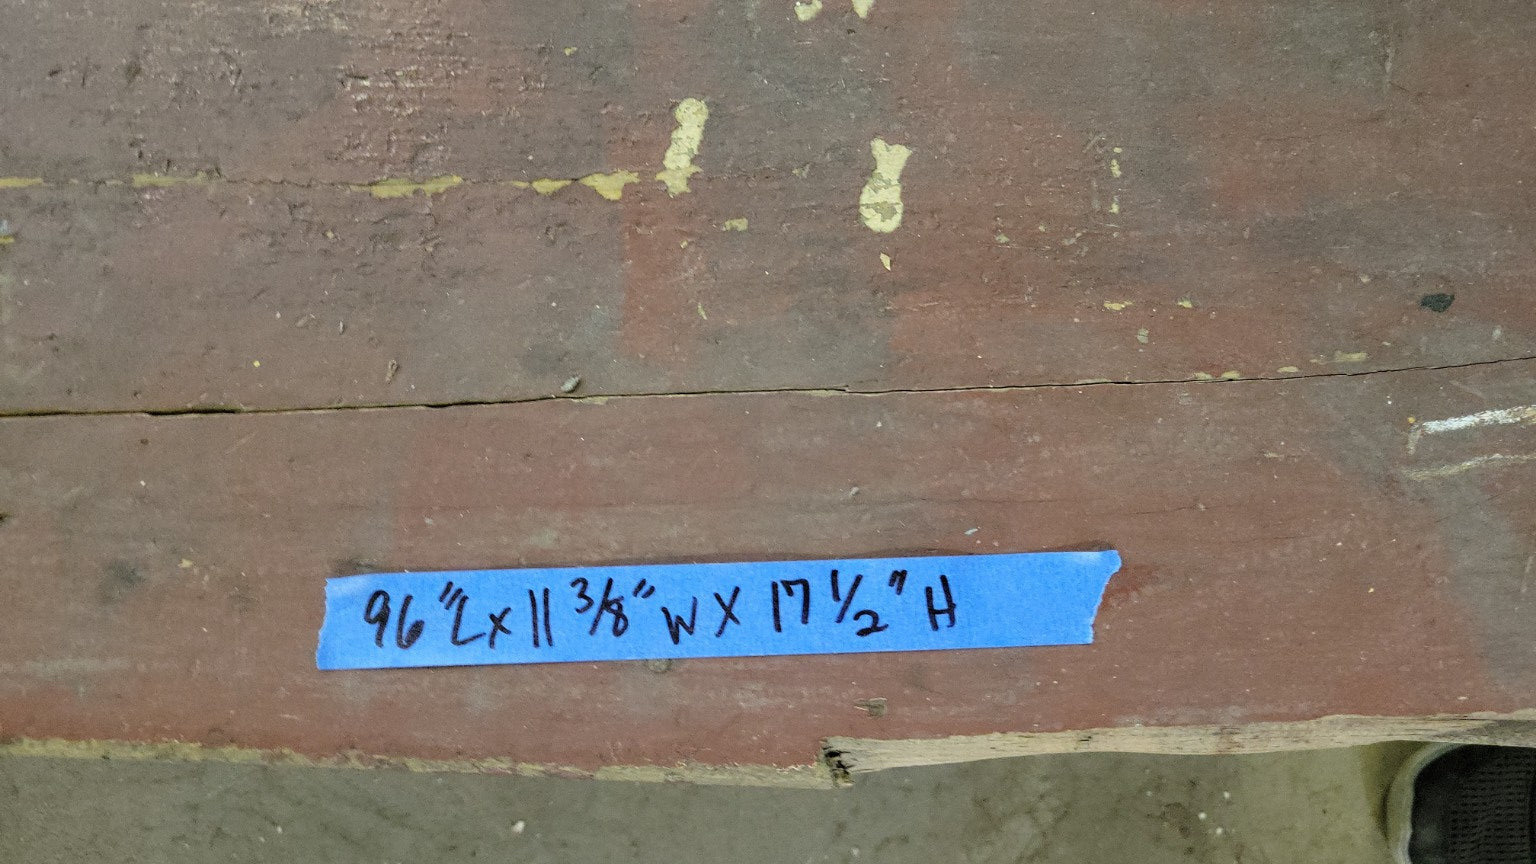 96"L x 11 3/8" W X 17 1/2" H